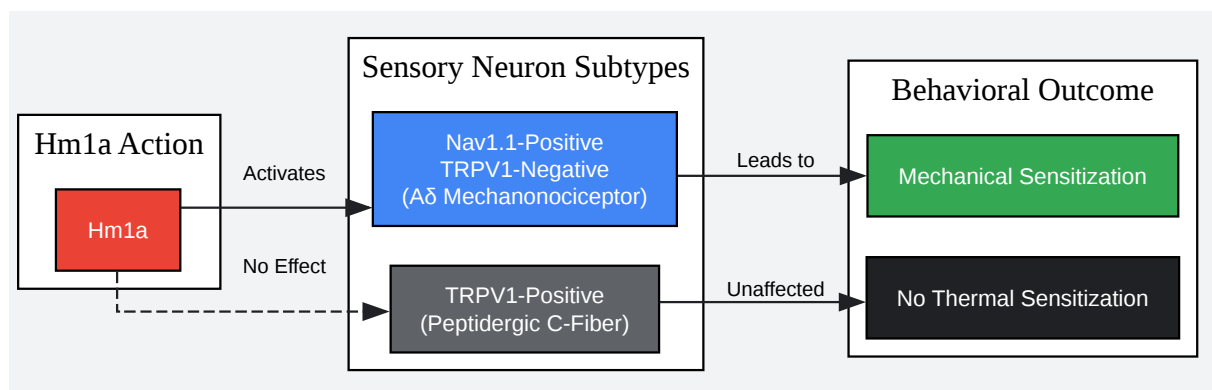 Hm1a Action
Hm1a
Activates
No Effect
Sensory Neuron Subtypes
Nav1.1-Positive
TRPV1-Negative
(Aδ Mechanonociceptor)
TRPV1-Positive
(Peptidergic C-Fiber)
Leads to
Unaffected
Behavioral Outcome
Mechanical Sensitization
No Thermal Sensitization